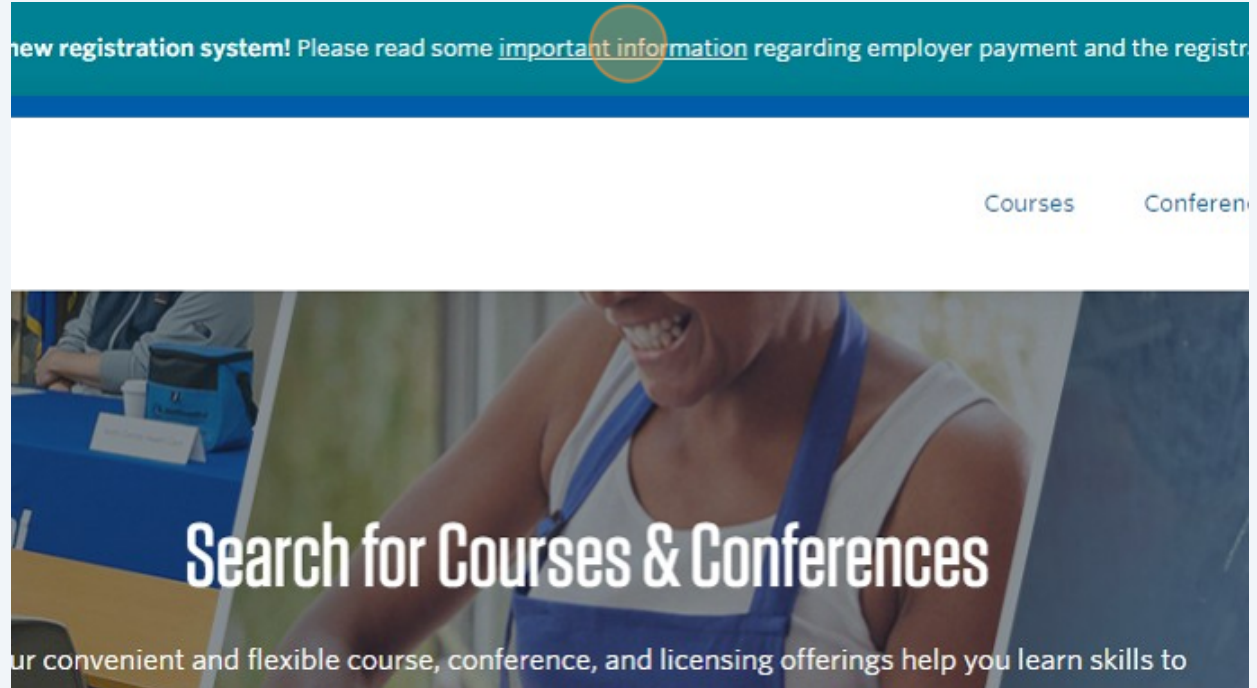 new registration system! Please read some important information regarding employer payment and the registr
Courses Conferen
Search for Courses & Conferences
ur convenient and flexible course, conference, and licensing offerings help you learn skills to